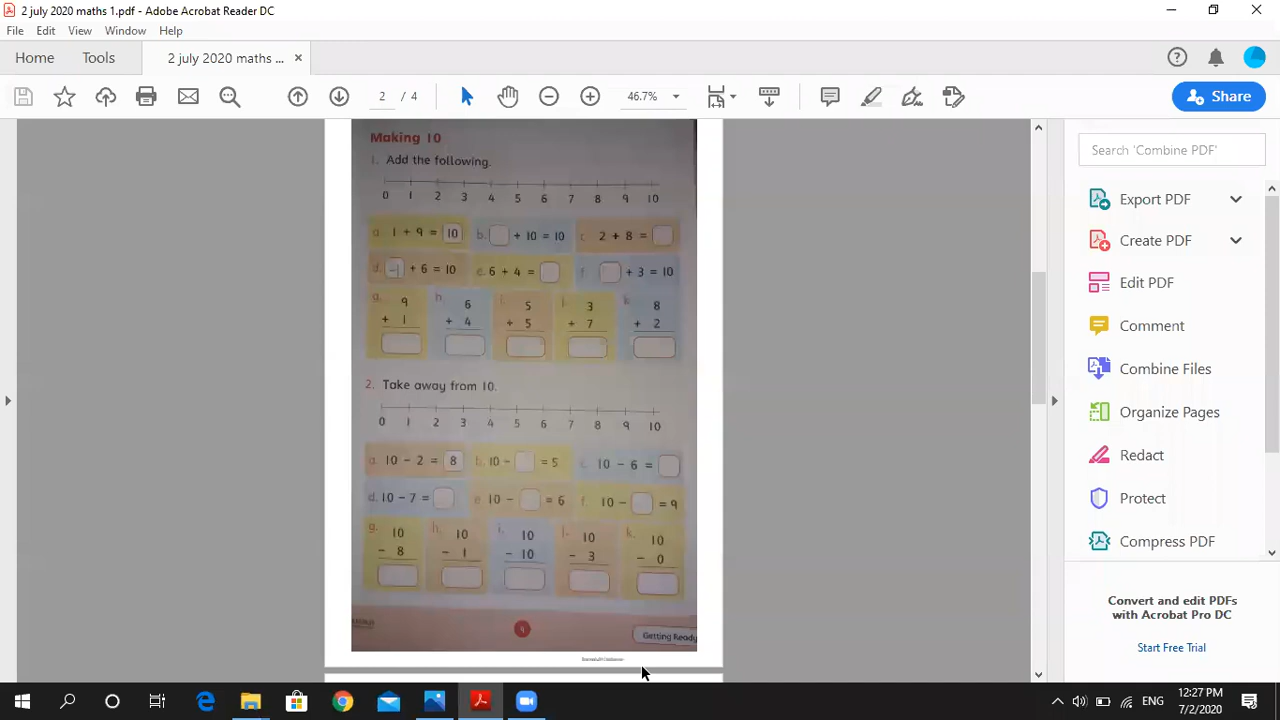 2 july 2020 maths 1.pdf - Adobe Acrobat Reader DC
File Edit View Window Help
Home Tools 2 july 2020 maths ... ×
2 / 4 46.7% Share
Making 10
1. Add the following.
0 1 2 3 4 5 6 7 8 9 10
a. 1 + 9 = 10 b. + 10 = 10 c. 2 + 8 =
d. + 6 = 10 e. 6 + 4 = f. + 3 = 10
g. 9 h. 6 i. 5 j. 3 k. 8
+ 1 + 4 + 5 + 7 + 2
2. Take away from 10.
0 1 2 3 4 5 6 7 8 9 10
a. 10 - 2 = 8 b. 10 - = 5 c. 10 - 6 =
d. 10 - 7 = e. 10 - = 6 f. 10 - = 9
g. 10 h. 10 i. 10 j. 10 k. 10
- 8 - 1 - 10 - 3 - 0
9
Getting Ready
Search 'Combine PDF'
Export PDF
Create PDF
Edit PDF
Comment
Combine Files
Organize Pages
Redact
Protect
Compress PDF
Convert and edit PDFs
with Acrobat Pro DC
Start Free Trial
ENG
12:27 PM
7/2/2020